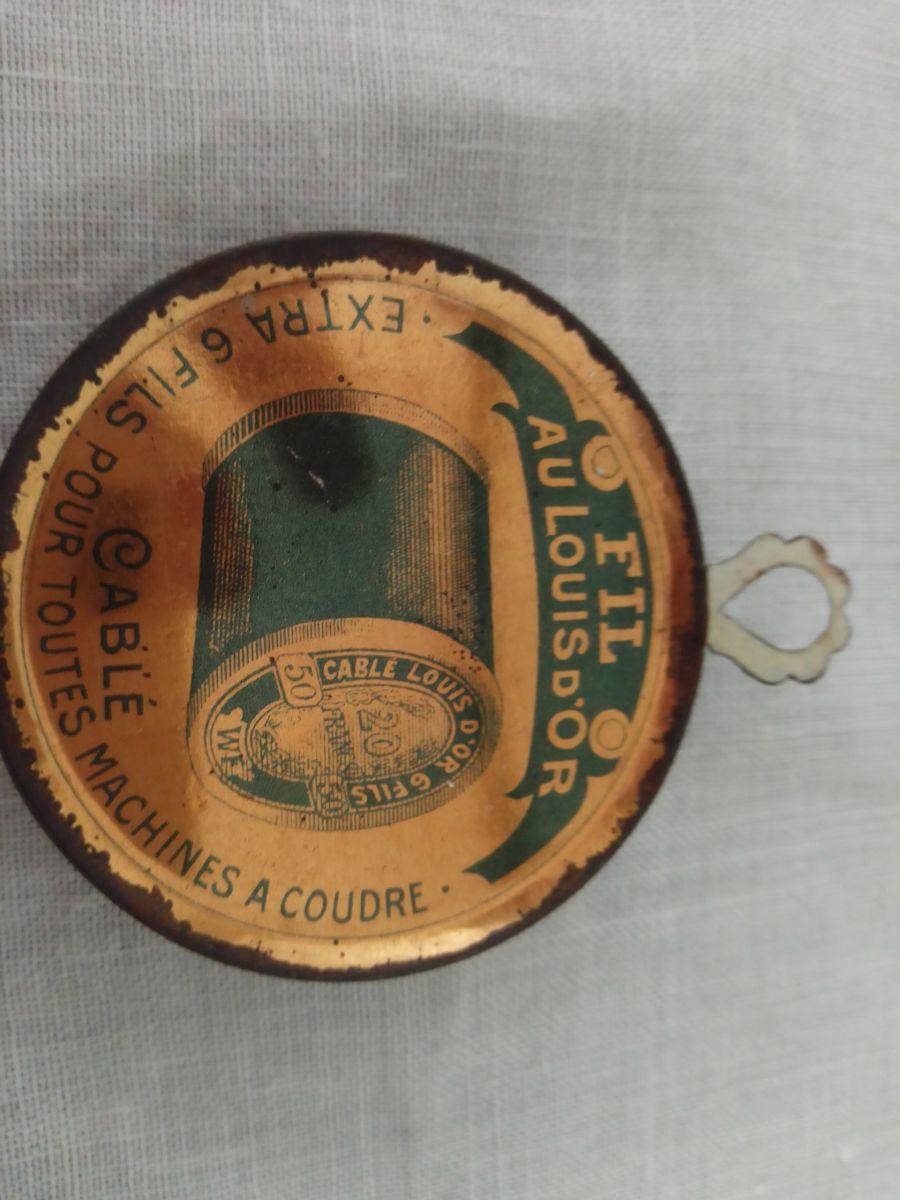 FIL
AU LOUIS D'OR
50 CABLÉ LOUIS D'OR 6 FILS 50
20
CABLÉ
· EXTRA 6 FILS POUR TOUTES MACHINES A COUDRE ·